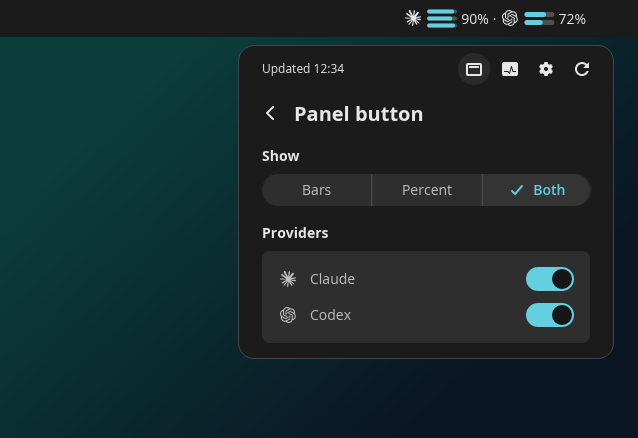 90% · 72%
Updated 12:34
Panel button
Show
Bars Percent Both
Providers
Claude
Codex